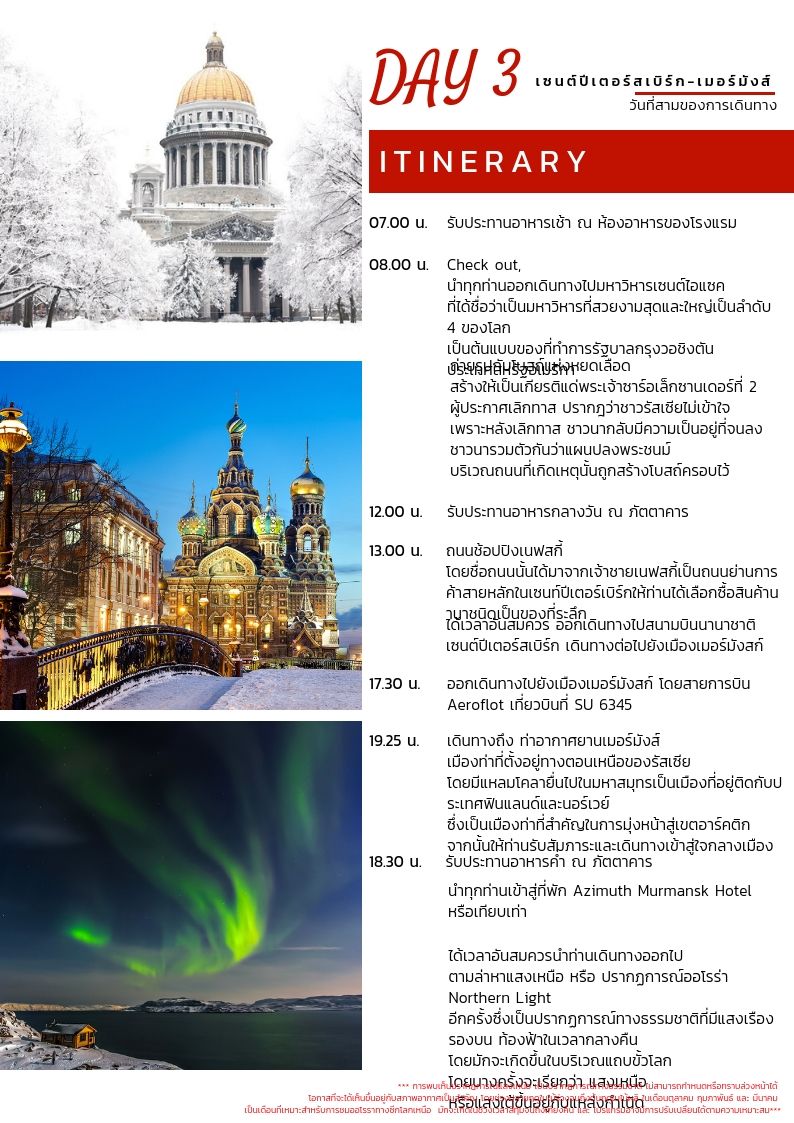 DAY 3 เซนต์ปีเตอร์สเบิร์ก-เมอร์มังส์
วันที่สามของการเดินทาง
ITINERARY
07.00 น. รับประทานอาหารเช้า ณ ห้องอาหารของโรงแรม
08.00 น. Check out,
นำทุกท่านออกเดินทางไปมหาวิหารเซนต์ไอแซค
ที่ได้ชื่อว่าเป็นมหาวิหารที่สวยงามสุดและใหญ่เป็นลำดับ
4 ของโลก
เป็นต้นแบบของที่ทำการรัฐบาลกรุงวอชิงตัน
ประเทศสหรัฐอเมริกา
ถ่ายรูปกับโบสถ์แห่งหยดเลือด
สร้างให้เป็นเกียรติแด่พระเจ้าซาร์อเล็กซานเดอร์ที่ 2
ผู้ประกาศเลิกทาส ปรากฎว่าชาวรัสเซียไม่เข้าใจ
เพราะหลังเลิกทาส ชาวนากลับมีความเป็นอยู่ที่จนลง
ชาวนารวมตัวกันว่าแผนปลงพระชนม์
บริเวณถนนที่เกิดเหตุนั้นถูกสร้างโบสถ์ครอบไว้
12.00 น. รับประทานอาหารกลางวัน ณ ภัตตาคาร
13.00 น. ถนนช้อปปิงเนฟสกี้
โดยชื่อถนนนั้นได้มาจากเจ้าชายเนฟสกี้เป็นถนนย่านการ
ค้าสายหลักในเซนท์ปีเตอร์เบิร์กให้ท่านได้เลือกซื้อสินค้าน
านาชนิดเป็นของที่ระลึก
ได้เวลาอันสมควร ออกเดินทางไปสนามบินนานาชาติ
เซนต์ปีเตอร์สเบิร์ก เดินทางต่อไปยังเมืองเมอร์มังสก์
17.30 น. ออกเดินทางไปยังเมืองเมอร์มังสก์ โดยสายการบิน
Aeroflot เที่ยวบินที่ SU 6345
19.25 น. เดินทางถึง ท่าอากาศยานเมอร์มังส์
เมืองท่าที่ตั้งอยู่ทางตอนเหนือของรัสเซีย
โดยมีแหลมโคลายื่นไปในมหาสมุทรเป็นเมืองที่อยู่ติดกับป
ระเทศฟินแลนด์และนอร์เวย์
ซึ่งเป็นเมืองท่าที่สำคัญในการมุ่งหน้าสู่เขตอาร์คติก
จากนั้นให้ท่านรับสัมภาระและเดินทางเข้าสู่ใจกลางเมือง
18.30 น. รับประทานอาหารค่ำ ณ ภัตตาคาร
นำทุกท่านเข้าสู่ที่พัก Azimuth Murmansk Hotel
หรือเทียบเท่า
ได้เวลาอันสมควรนำท่านเดินทางออกไป
ตามล่าหาแสงเหนือ หรือ ปรากฏการณ์ออโรร่า
Northern Light
อีกครั้งซึ่งเป็นปรากฏการณ์ทางธรรมชาติที่มีแสงเรือง
รองบน ท้องฟ้าในเวลากลางคืน
โดยมักจะเกิดขึ้นในบริเวณแถบขั้วโลก
โดยบางครั้งจะเรียกว่า แสงเหนือ
หรือแสงใต้ขึ้นอยู่กับแหล่งกำเนิด
*** การพบเห็น ไม่สามารถกำหนดหรือทราบล่วงหน้าได้
โอกาสที่จะได้เห็นขึ้นอยู่กับสภาพอากาศเป็นสำคัญ ในเดือนตุลาคม กุมภาพันธ์ และ มีนาคม
เป็นเดือนที่เหมาะสำหรับการชมออโรราทางซีกโลกเหนือ มักจะเกิดในช่วงเวลา และ โปรแกรมอาจมีการปรับเปลี่ยนได้ตามความเหมาะสม***